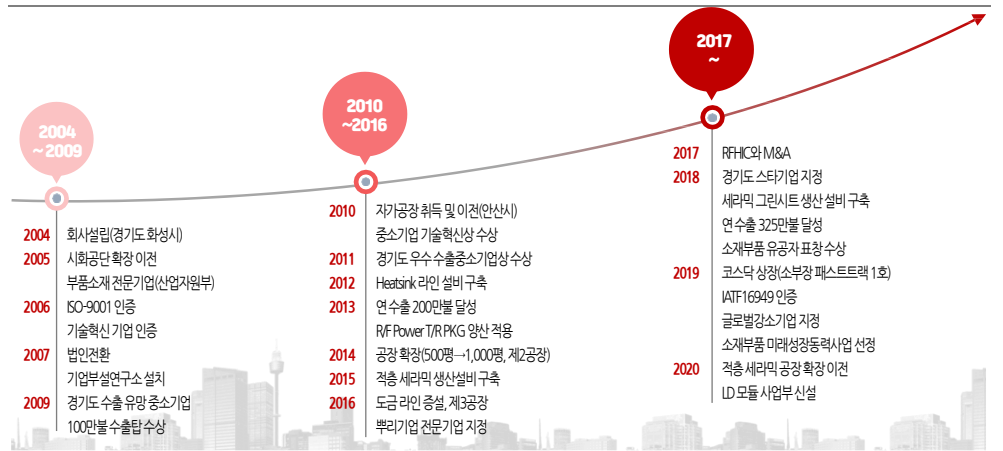 2004
~ 2009
2004 회사설립(경기도 화성시)
2005 시화공단 확장 이전
부품소재 전문기업(산업자원부)
2006 ISO-9001 인증
기술혁신 기업 인증
2007 법인전환
기업부설연구소 설치
2009 경기도 수출 유망 중소기업
100만불 수출탑 수상
2010
~2016
2010 자가공장 취득 및 이전(안산시)
중소기업 기술혁신상 수상
2011 경기도 우수 수출중소기업상 수상
2012 Heatsink 라인 설비 구축
2013 연 수출 200만불 달성
R/F Power T/R PKG 양산 적용
2014 공장 확장(500평→1,000평, 제2공장)
2015 적층 세라믹 생산설비 구축
2016 도금 라인 증설, 제3공장
뿌리기업 전문기업 지정
2017
~
2017 RFHIC와 M&A
2018 경기도 스타기업 지정
세라믹 그린시트 생산 설비 구축
연 수출 325만불 달성
소재부품 유공자 표창 수상
2019 코스닥 상장(소부장 패스트트랙 1호)
IATF16949 인증
글로벌강소기업 지정
소재부품 미래성장동력사업 선정
2020 적층 세라믹 공장 확장 이전
LD 모듈 사업부 신설